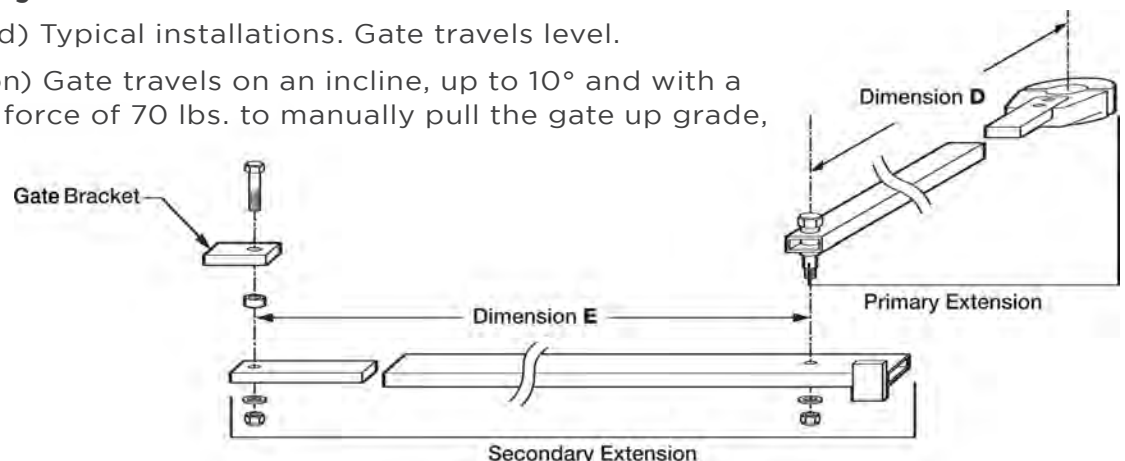 d) Typical installations. Gate travels level.
on) Gate travels on an incline, up to 10° and with a
force of 70 lbs. to manually pull the gate up grade,
Dimension D
Gate Bracket
Primary Extension
Dimension E
Secondary Extension